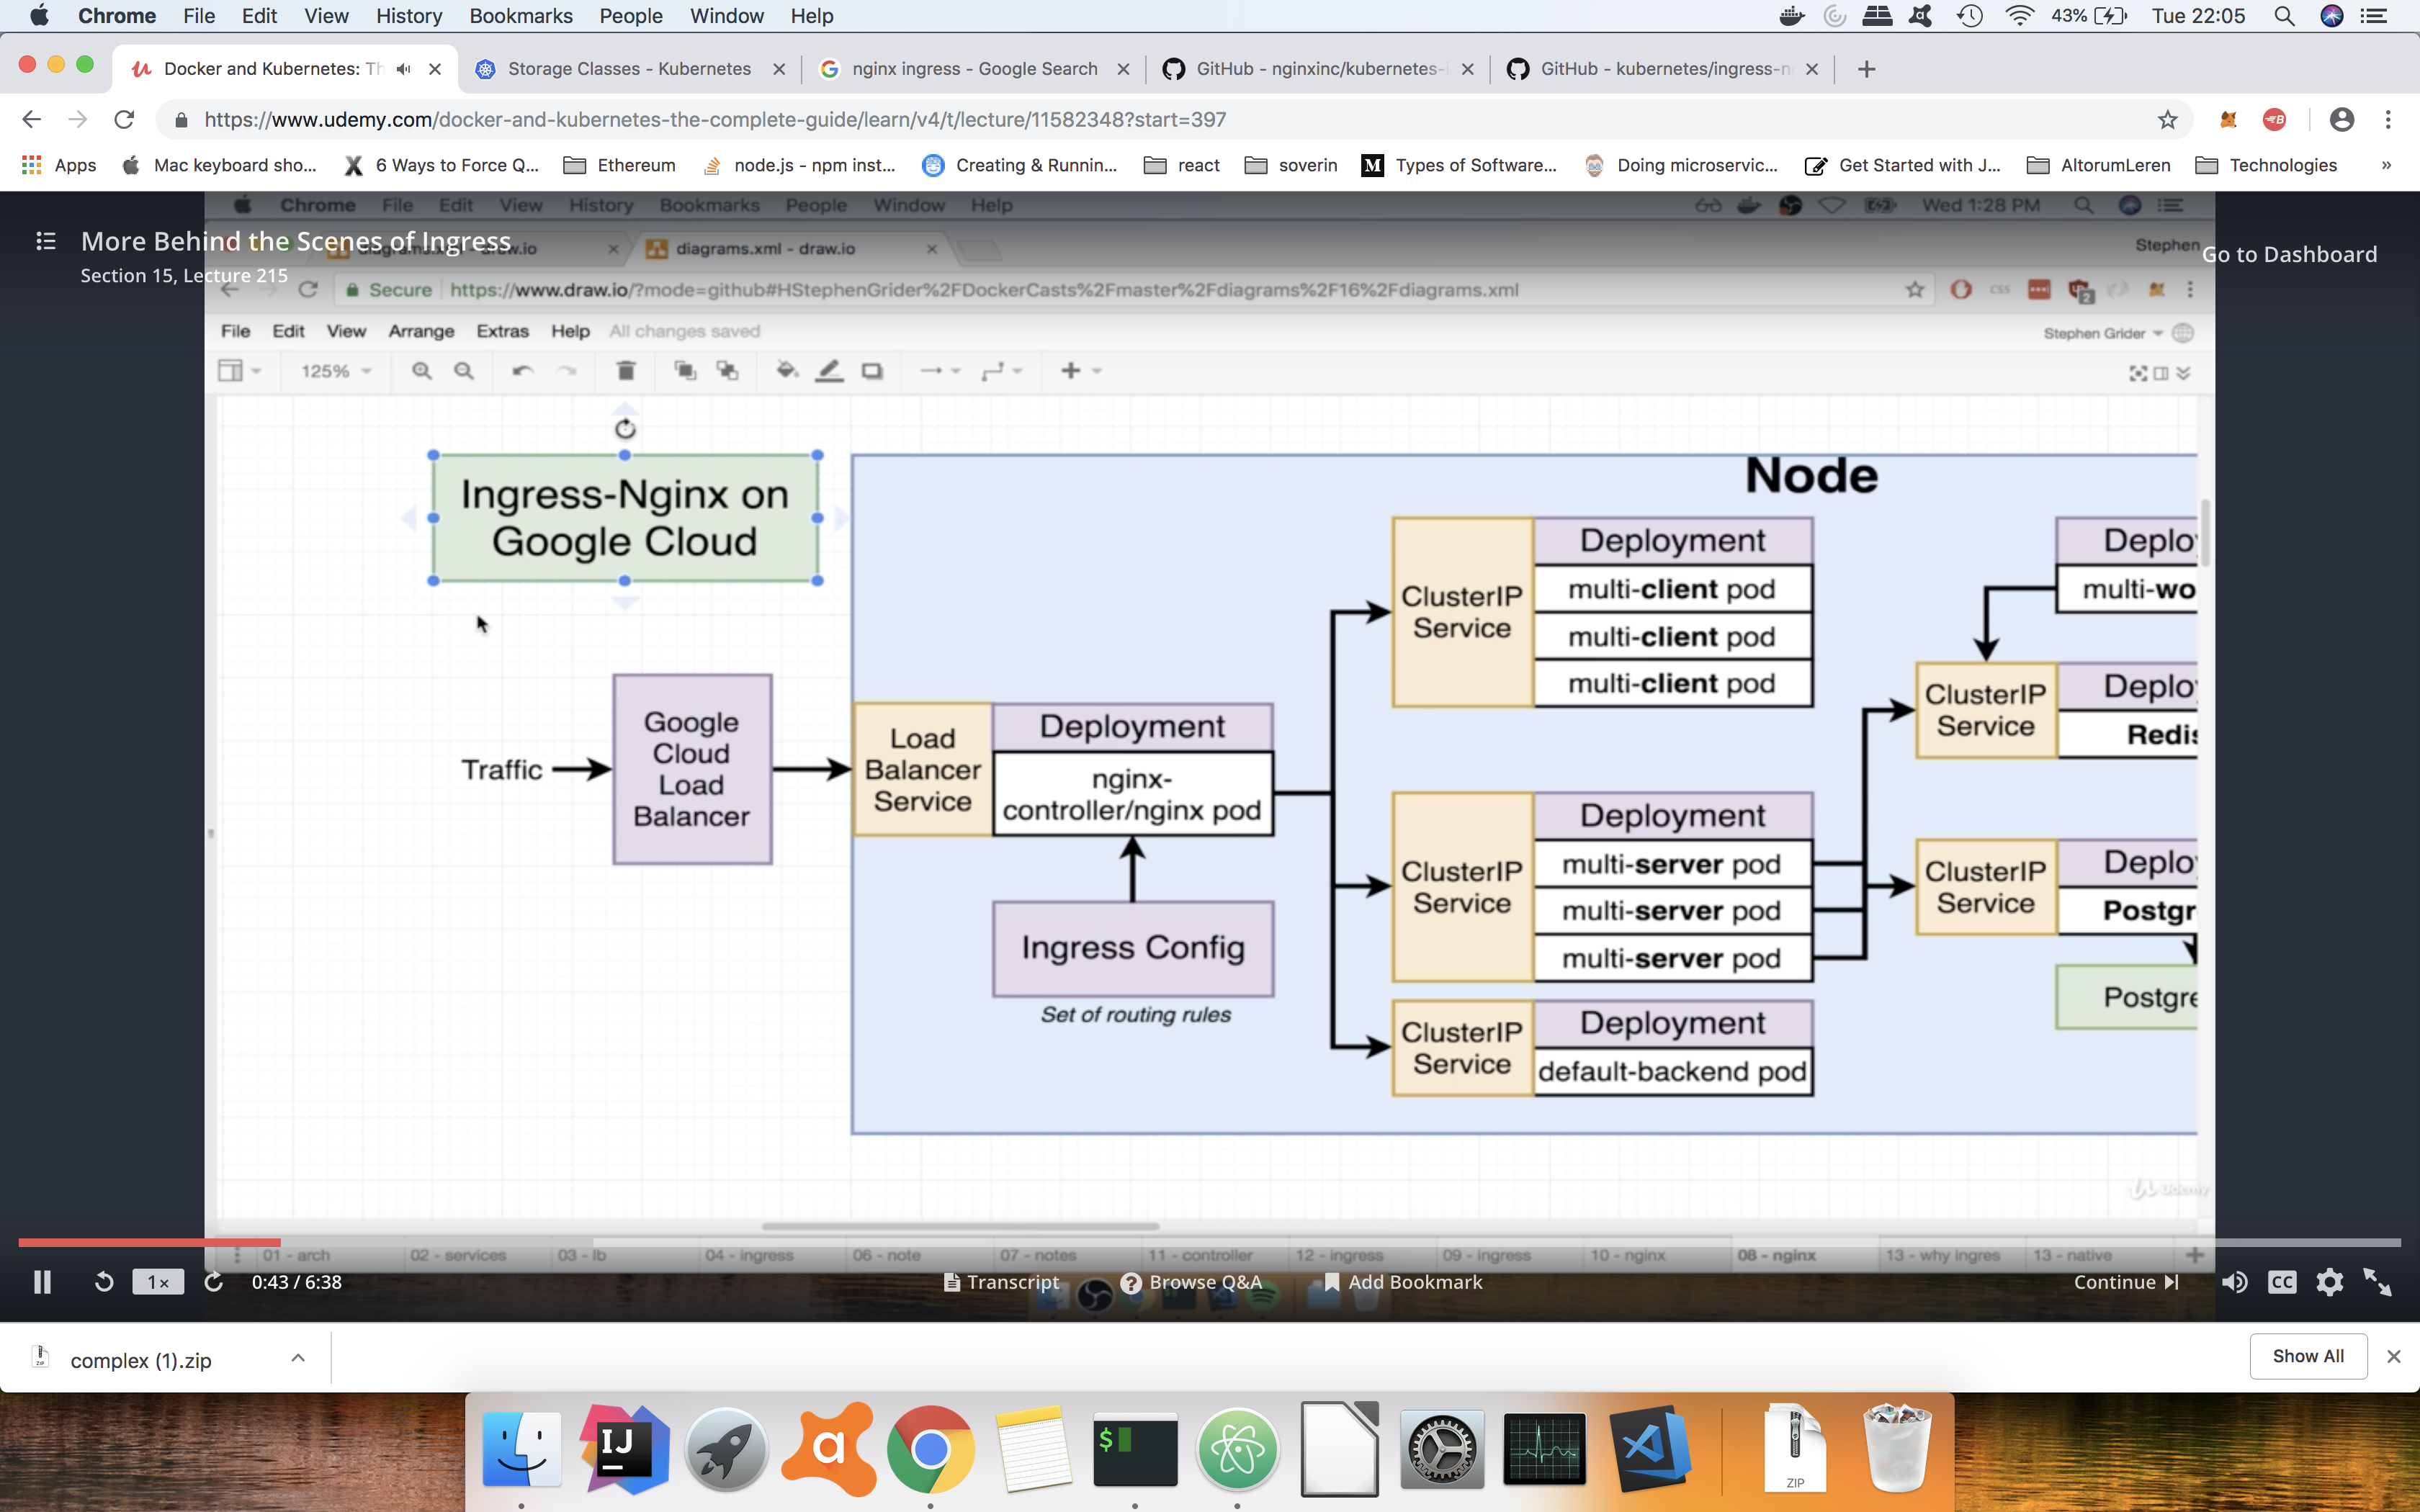 Chrome File Edit View History Bookmarks People Window Help 43% Tue 22:05
Docker and Kubernetes: Th Storage Classes - Kubernetes nginx ingress - Google Search GitHub - nginxinc/kubernetes-i GitHub - kubernetes/ingress-n
https://www.udemy.com/docker-and-kubernetes-the-complete-guide/learn/v4/t/lecture/11582348?start=397
Apps Mac keyboard sho... 6 Ways to Force Q... Ethereum node.js - npm inst... Creating & Runnin... react soverin Types of Software... Doing microservic... Get Started with J... AltorumLeren Technologies »
Chrome File Edit View History Bookmarks People Window Help Wed 1:28 PM
More Behind the Scenes of Ingress
diagrams.xml - draw.io diagrams.xml - draw.io Stephen
Go to Dashboard
Section 15, Lecture 215
Secure https://www.draw.io/?mode=github#HStephenGrider%2FDockerCasts%2Fmaster%2Fdiagrams%2F16%2Fdiagrams.xml CSS 2
File Edit View Arrange Extras Help All changes saved Stephen Grider
125%
Ingress-Nginx on
Google Cloud
Node
Traffic
Google
Cloud
Load
Balancer
Load
Balancer
Service
Deployment
nginx-
controller/nginx pod
Ingress Config
Set of routing rules
ClusterIP
Service
Deployment
multi-client pod
multi-client pod
multi-client pod
ClusterIP
Service
Deployment
multi-server pod
multi-server pod
multi-server pod
ClusterIP
Service
Deployment
default-backend pod
Deplo
multi-wo
ClusterIP
Service
Deplo
Redis
ClusterIP
Service
Deplo
Postgr
Postgre
Udemy
01 - arch 02 - services 03 - lb 04 - ingress 06 - note 07 - notes 11 - controller 12 - ingress 09 - ingress 10 - nginx 08 - nginx 13 - why ingres 13 - native
1× 0:43 / 6:38 Transcript Browse Q&A Add Bookmark Continue CC
complex (1).zip Show All
IJ $ ZIP